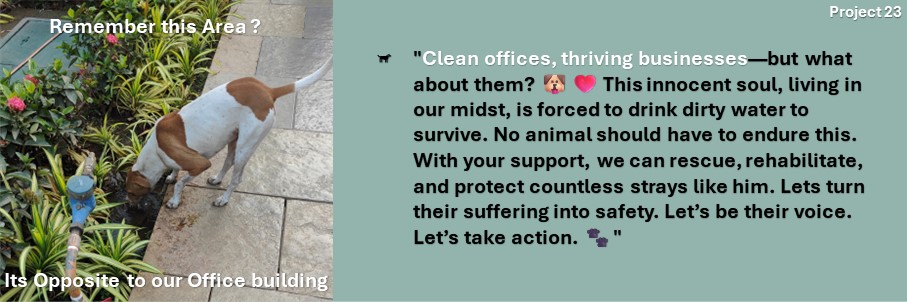 Remember this Area ?
Its Opposite to our Office building
Project 23
"Clean offices, thriving businesses—but what
about them? 🐶 ❤️ This innocent soul, living in
our midst, is forced to drink dirty water to
survive. No animal should have to endure this.
With your support, we can rescue, rehabilitate,
and protect countless strays like him. Lets turn
their suffering into safety. Let’s be their voice.
Let’s take action. 🐾 "